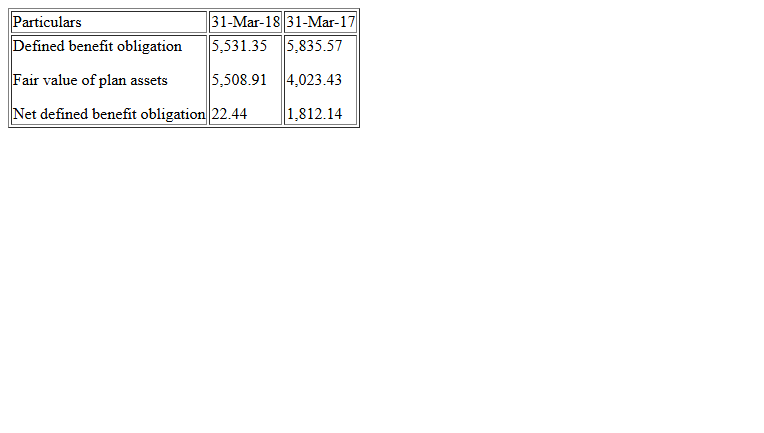 Particulars 31-Mar-18 31-Mar-17
Defined benefit obligation 5,531.35 5,835.57
Fair value of plan assets 5,508.91 4,023.43
Net defined benefit obligation 22.44 1,812.14